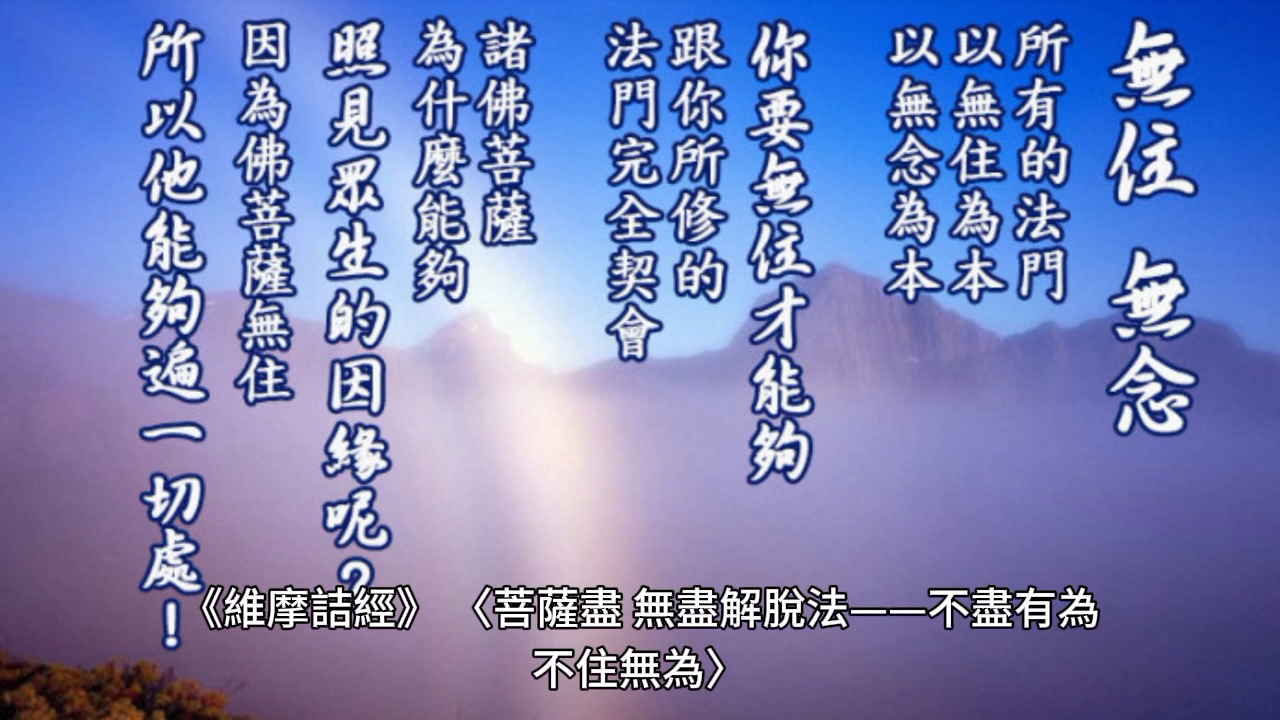 無住 無念
所有的法門
以無住為本
以無念為本
你要無住才能夠
跟你所修的
法門完全契會
諸佛菩薩
為什麼能夠
照見眾生的因緣呢？
因為佛菩薩無住
所以他能夠遍一切處！
《維摩詰經》 〈菩薩盡 無盡解脫法——不盡有為
不住無為〉